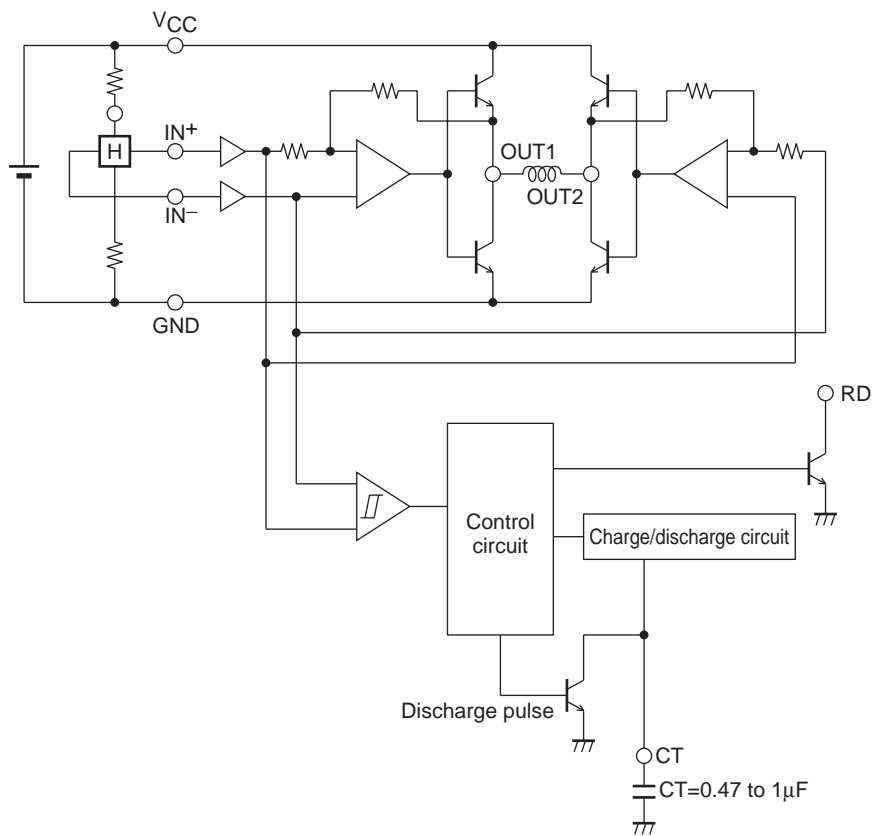 VCC
IN+
H
OUT1
OUT2
IN−
GND
RD
Control
circuit
Charge/discharge circuit
Discharge pulse
CT
CT=0.47 to 1μF